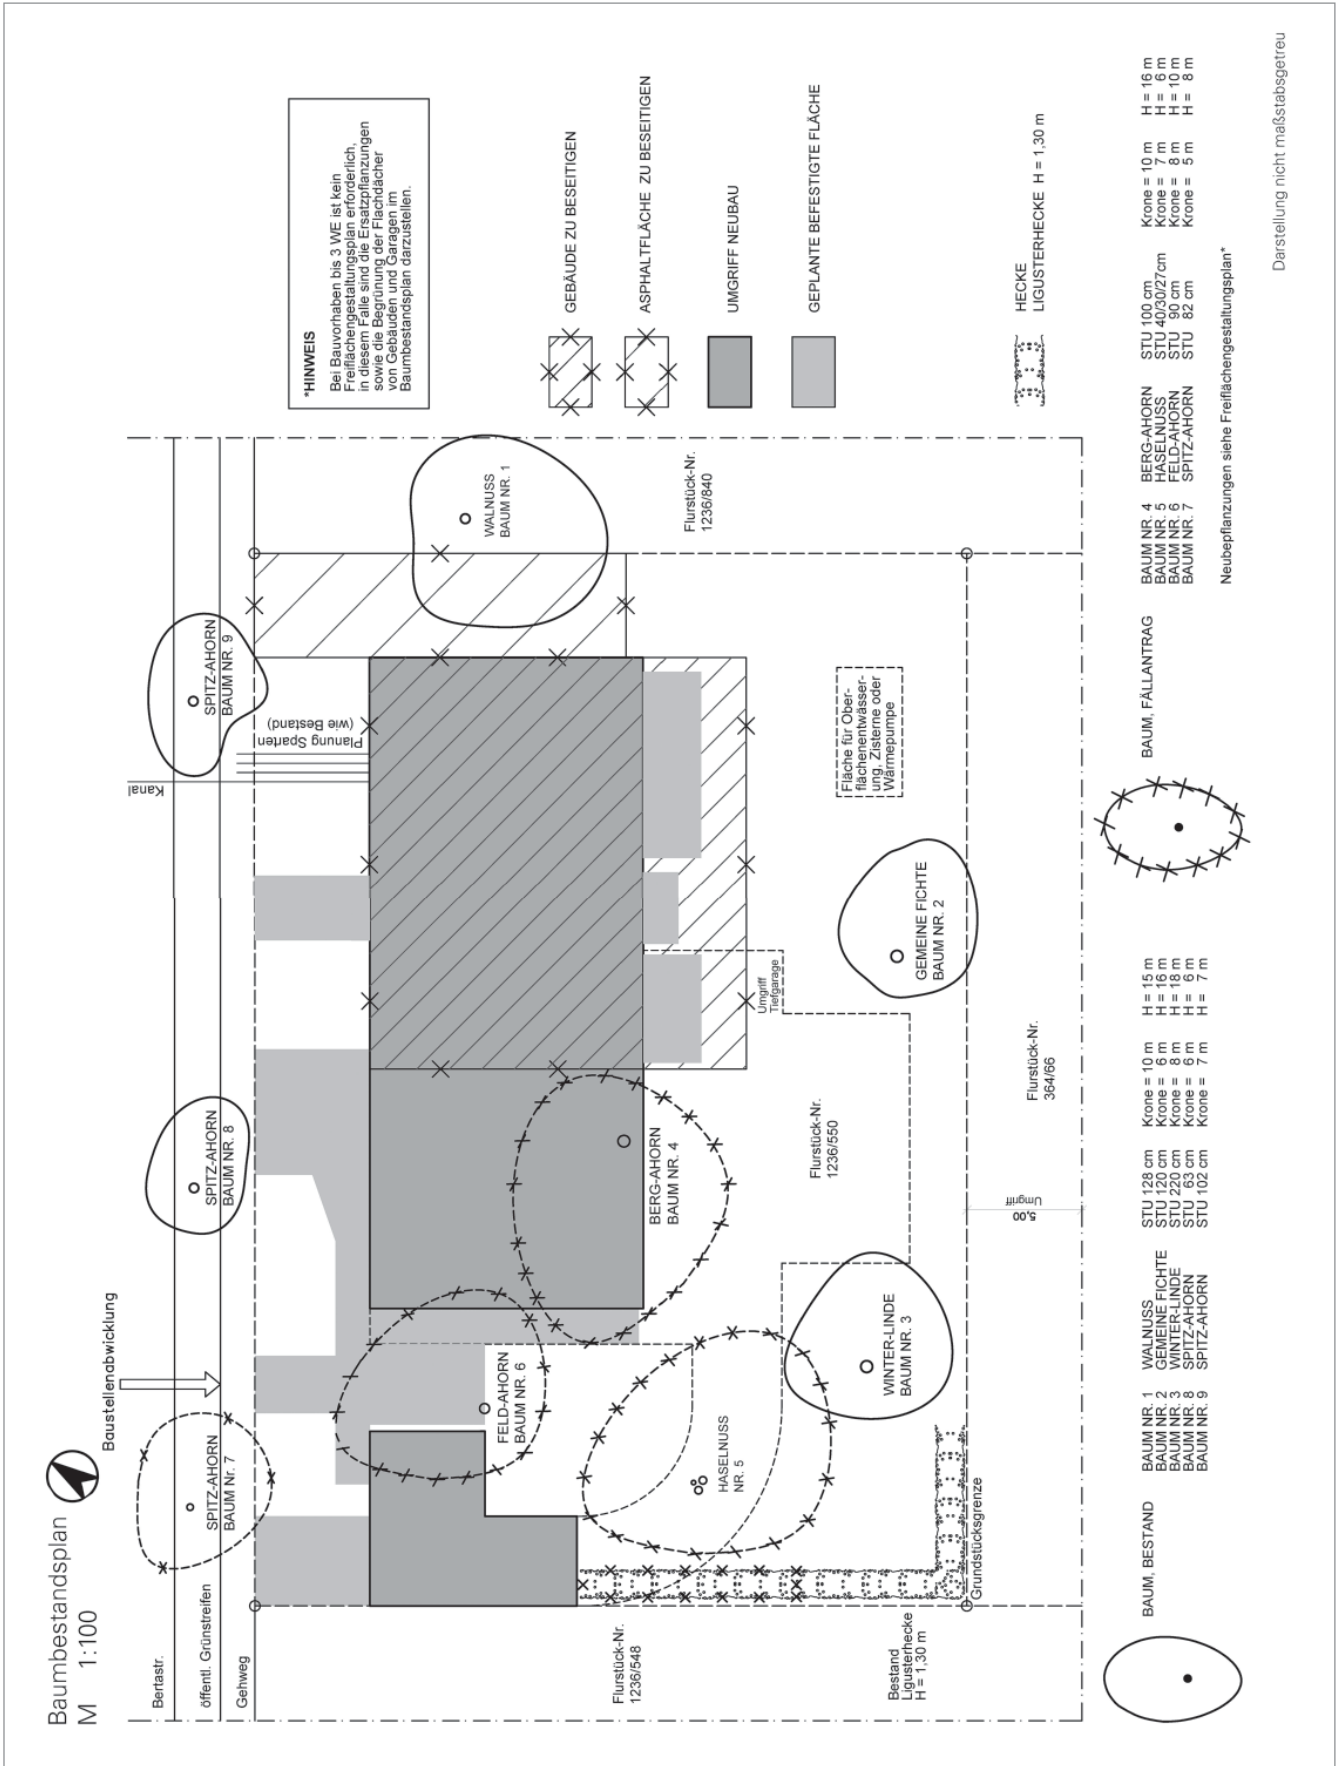 Baumbestandsplan
M 1:100
Bertastr.
öffentl. Grünstreifen
Gehweg
Baustellenabwicklung
SPITZ-AHORN
BAUM Nr. 7
SPITZ-AHORN
BAUM NR. 8
SPITZ-AHORN
BAUM NR. 9
Kanal
Planung Sparten
(wie Bestand)
*HINWEIS
Bei Bauvorhaben bis 3 WE ist kein
Freiflächengestaltungsplan erforderlich,
in diesem Falle sind die Ersatzpflanzungen
sowie die Begrünung der Flachdächer
von Gebäuden und Garagen im
Baumbestandsplan darzustellen.
WALNUSS
BAUM NR. 1
FELD-AHORN
BAUM NR. 6
BERG-AHORN
BAUM NR. 4
HASELNUSS
NR. 5
WINTER-LINDE
BAUM NR. 3
GEMEINE FICHTE
BAUM NR. 2
Umgriff
Tiefgarage
Fläche für Ober-
flächenentwässer-
ung, Zisterne oder
Wärmepumpe
Flurstück-Nr.
1236/548
Flurstück-Nr.
1236/550
Flurstück-Nr.
1236/840
Flurstück-Nr.
364/66
5,00
Umgriff
Bestand
Ligusterhecke
H = 1,30 m
Grundstücksgrenze
GEBÄUDE ZU BESEITIGEN
ASPHALTFLÄCHE ZU BESEITIGEN
UMGRIFF NEUBAU
GEPLANTE BEFESTIGTE FLÄCHE
HECKE
LIGUSTERHECKE H = 1,30 m
BAUM, BESTAND
BAUM NR. 1 WALNUSS STU 128 cm Krone = 10 m H = 15 m
BAUM NR. 2 GEMEINE FICHTE STU 120 cm Krone = 6 m H = 16 m
BAUM NR. 3 WINTER-LINDE STU 220 cm Krone = 8 m H = 18 m
BAUM NR. 8 SPITZ-AHORN STU 63 cm Krone = 6 m H = 6 m
BAUM NR. 9 SPITZ-AHORN STU 102 cm Krone = 7 m H = 7 m
BAUM, FÄLLANTRAG
BAUM NR. 4 BERG-AHORN STU 100 cm Krone = 10 m H = 16 m
BAUM NR. 5 HASELNUSS STU 40/30/27cm Krone = 7 m H = 6 m
BAUM NR. 6 FELD-AHORN STU 90 cm Krone = 8 m H = 10 m
BAUM NR. 7 SPITZ-AHORN STU 82 cm Krone = 5 m H = 8 m
Neubepflanzungen siehe Freiflächengestaltungsplan*
Darstellung nicht maßstabsgetreu